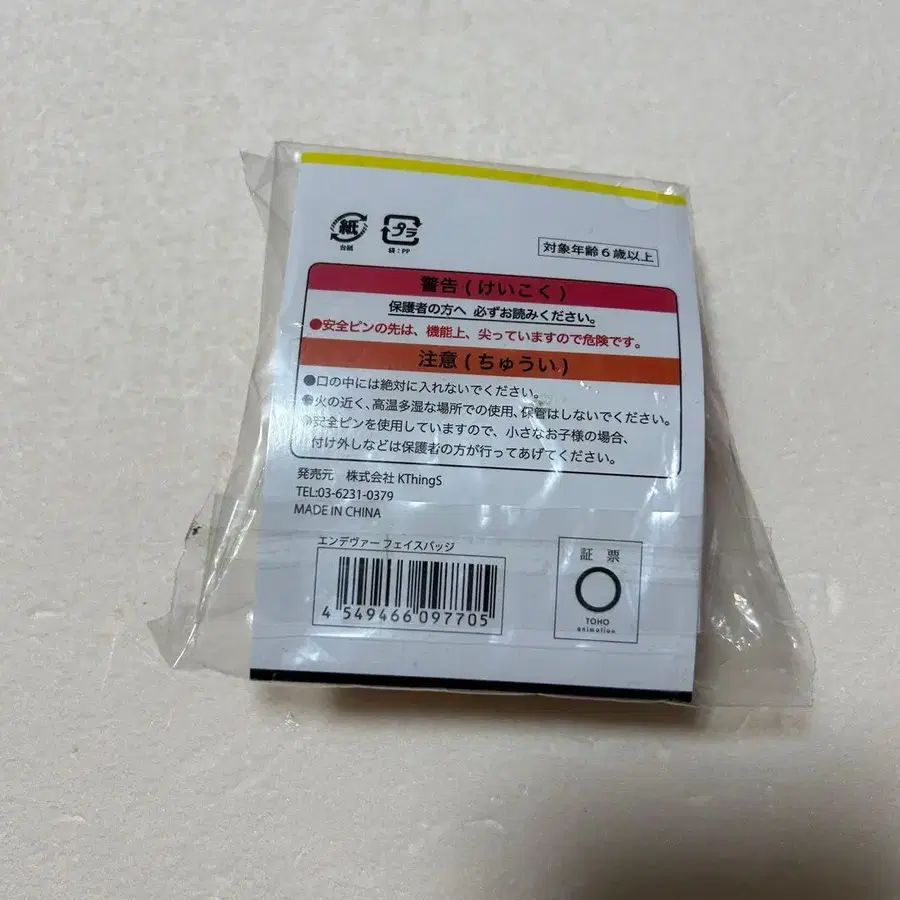 紙
プラ
台紙
袋：PP
対象年齢６歳以上
警告 ( けいこく )
保護者の方へ 必ずお読みください。
●安全ピンの先は、機能上、尖っていますので危険です。
注意 ( ちゅうい )
●口の中には絶対に入れないでください。
●火の近く、高温多湿な場所での使用、保管はしないでください。
●安全ピンを使用していますので、小さなお子様の場合、
付け外しなどは保護者の方が行ってあげてください。
発売元　株式会社 KThingS
TEL:03-6231-0379
MADE IN CHINA
エンデヴァー フェイスバッジ
4 549466 097705
証 票
TOHO
animation